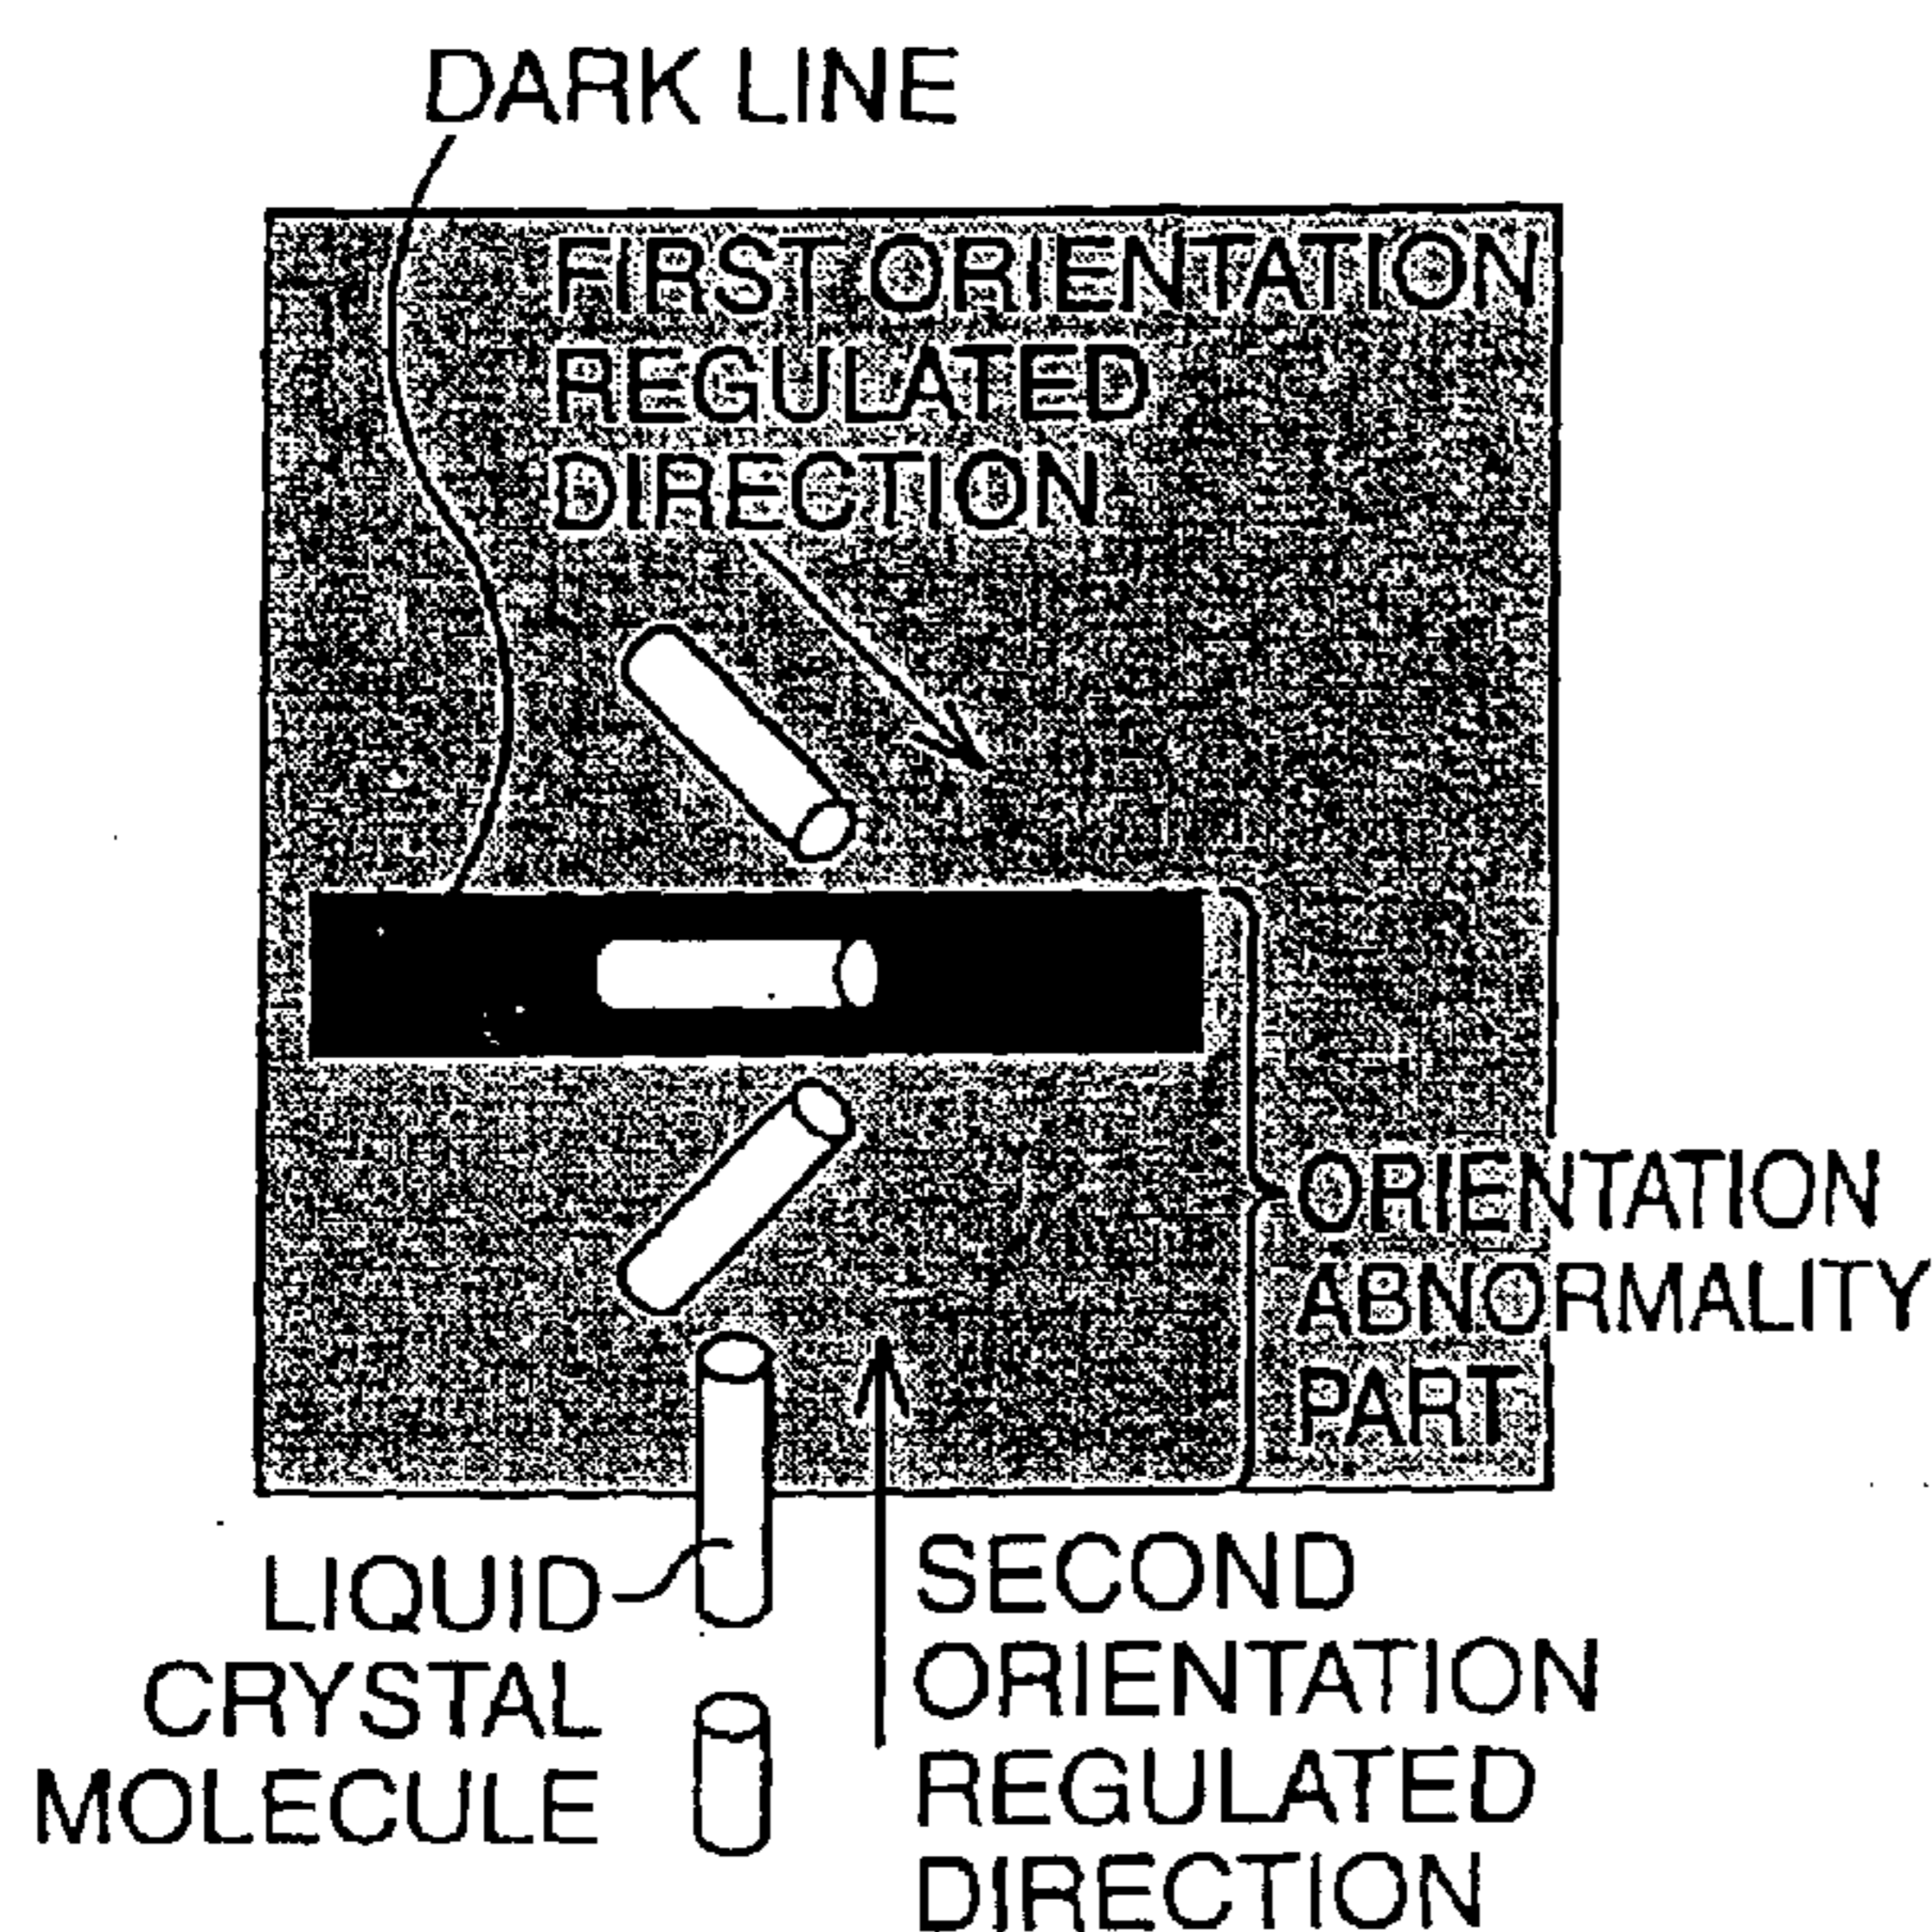 DARK LINE
FIRST ORIENTATION
REGULATED
DIRECTION
ORIENTATION
ABNORMALITY
PART
LIQUID
CRYSTAL
MOLECULE
SECOND
ORIENTATION
REGULATED
DIRECTION